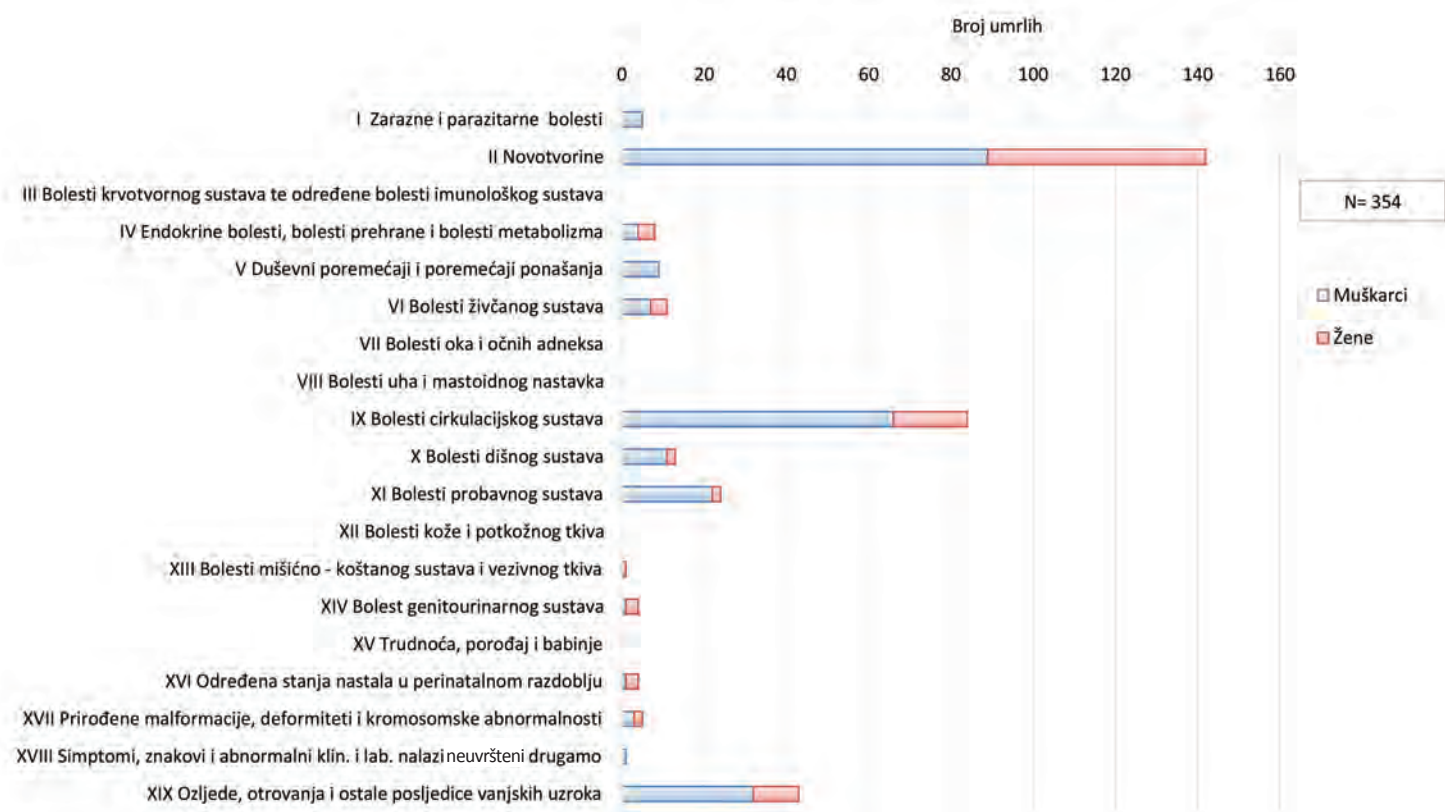 Broj umrlih
0 20 40 60 80 100 120 140 160
I Zarazne i parazitarne bolesti
II Novotvorine
III Bolesti krvotvornog sustava te određene bolesti imunološkog sustava
N= 354
IV Endokrine bolesti, bolesti prehrane i bolesti metabolizma
V Duševni poremećaji i poremećaji ponašanja
Muškarci
VI Bolesti živčanog sustava
Žene
VII Bolesti oka i očnih adneksa
VIII Bolesti uha i mastoidnog nastavka
IX Bolesti cirkulacijskog sustava
X Bolesti dišnog sustava
XI Bolesti probavnog sustava
XII Bolesti kože i potkožnog tkiva
XIII Bolesti mišićno - koštanog sustava i vezivnog tkiva
XIV Bolest genitourinarnog sustava
XV Trudnoća, porođaj i babinje
XVI Određena stanja nastala u perinatalnom razdoblju
XVII Prirođene malformacije, deformiteti i kromosomske abnormalnosti
XVIII Simptomi, znakovi i abnormalni klin. i lab. nalazi neuvršteni drugamo
XIX Ozljede, otrovanja i ostale posljedice vanjskih uzroka